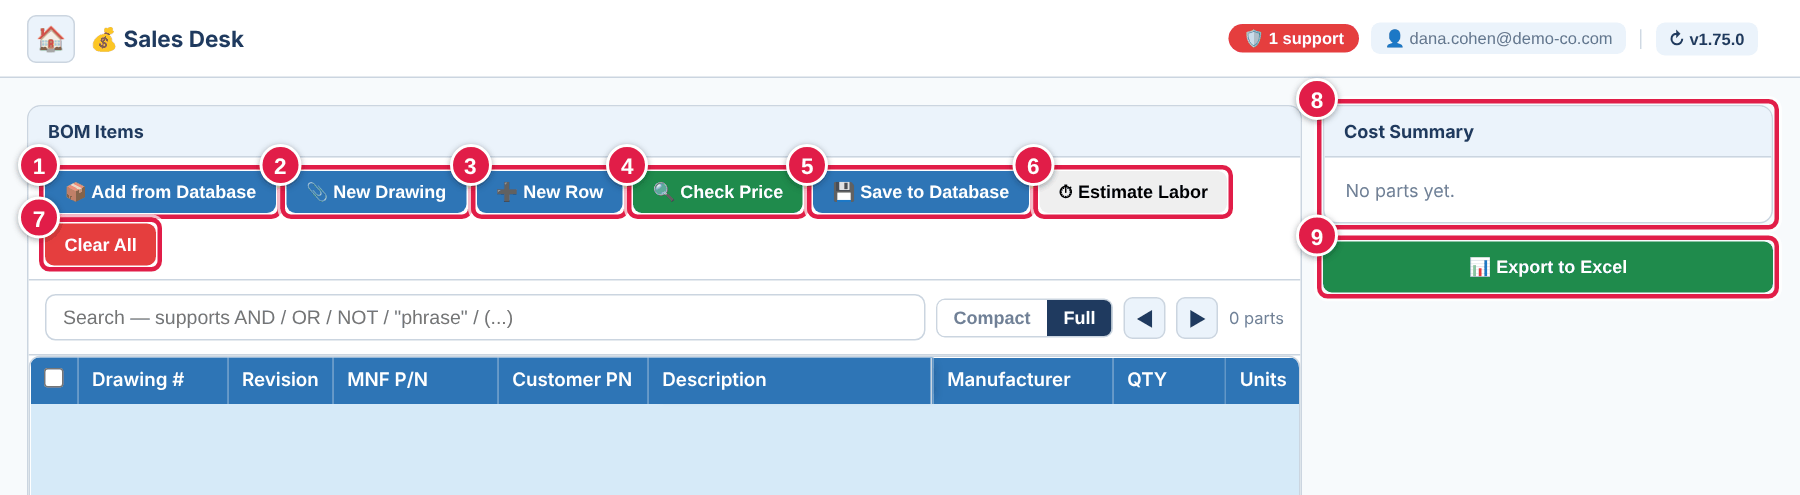 Sales Desk
1 support
dana.cohen@demo-co.com
v1.75.0
BOM Items
1 Add from Database
2 New Drawing
3 New Row
4 Check Price
5 Save to Database
6 Estimate Labor
7 Clear All
Search — supports AND / OR / NOT / "phrase" / (...)
Compact
Full
0 parts
Drawing #
Revision
MNF P/N
Customer PN
Description
Manufacturer
QTY
Units
8 Cost Summary
No parts yet.
9 Export to Excel